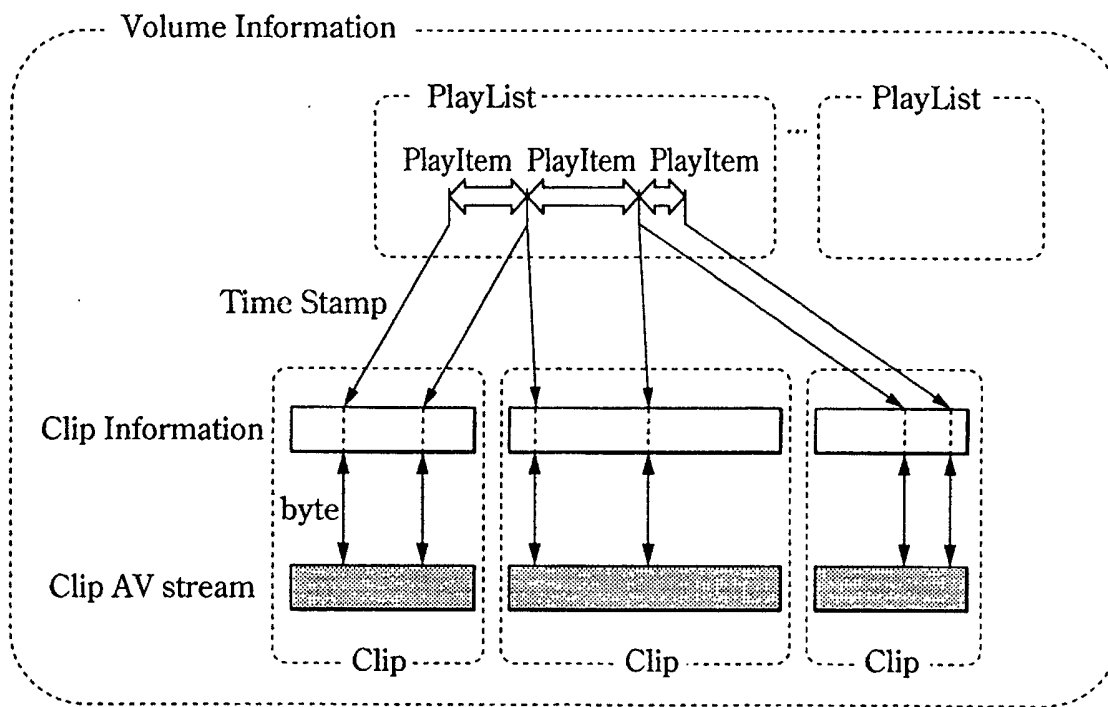 Volume Information
PlayList
PlayList
...
PlayItem PlayItem PlayItem
Time Stamp
Clip Information
byte
Clip AV stream
Clip
Clip
Clip